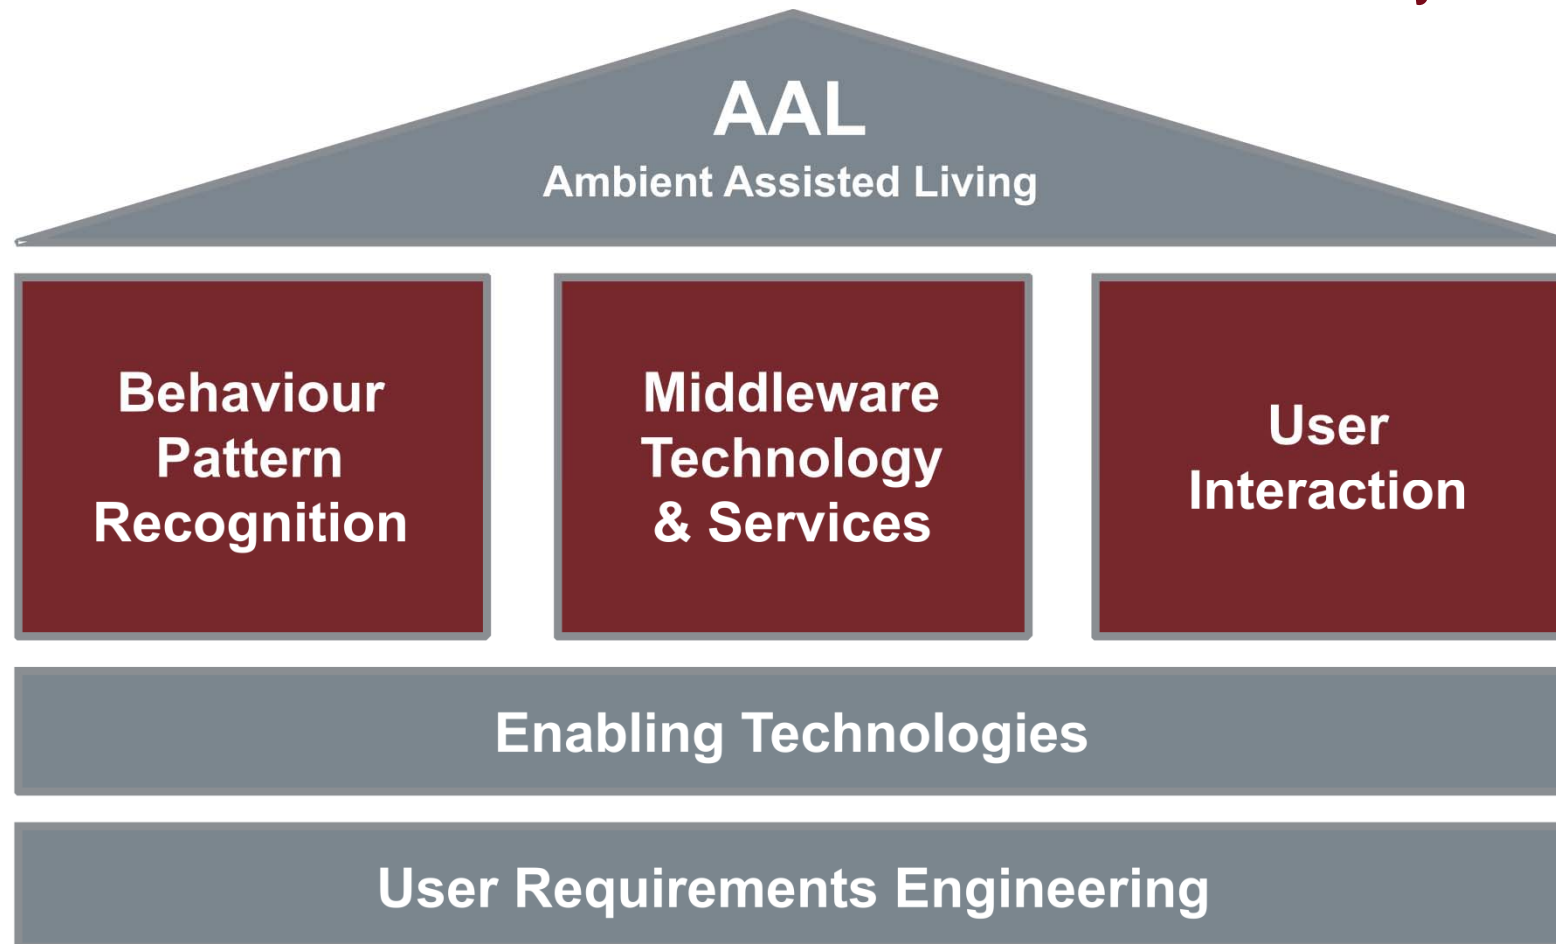 AAL
Ambient Assisted Living
Behaviour
Pattern
Recognition
Middleware
Technology
& Services
User
Interaction
Enabling Technologies
User Requirements Engineering